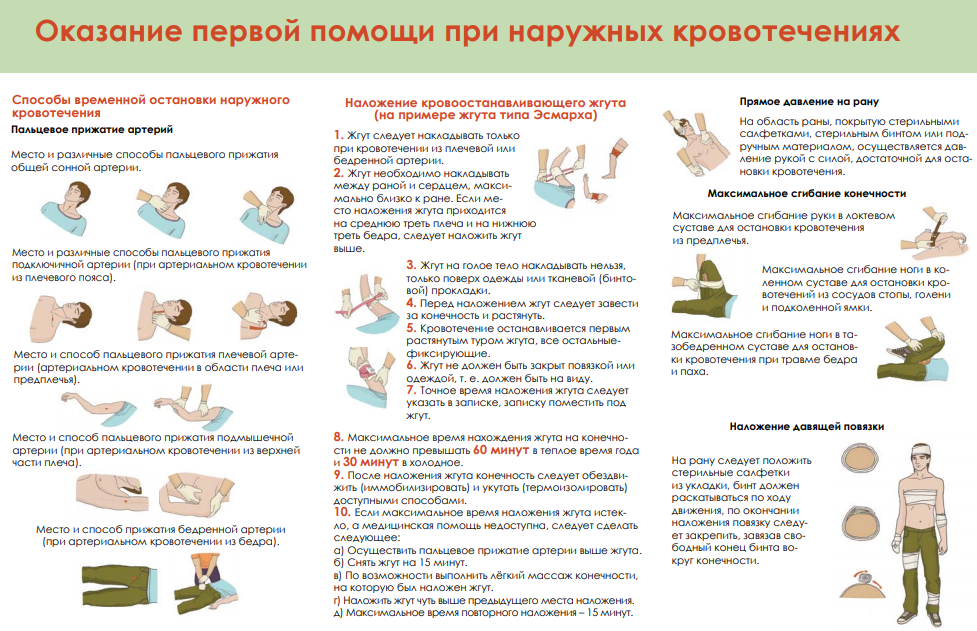 Оказание первой помощи при наружных кровотечениях
Способы временной остановки наружного
кровотечения
Пальцевое прижатие артерий
Место и различные способы пальцевого прижатия
общей сонной артерии.
Место и различные способы пальцевого прижатия
подключичной артерии (при артериальном кровотечении
из плечевого пояса).
Место и способ пальцевого прижатия плечевой арте-
рии (артериальном кровотечении в области плеча или
предплечья).
Место и способ пальцевого прижатия подмышечной
артерии (при артериальном кровотечении из верхней
части плеча).
Место и способ прижатия бедренной артерии
(при артериальном кровотечении из бедра).
Наложение кровоостанавливающего жгута
(на примере жгута типа Эсмарха)
1. Жгут следует накладывать только
при кровотечении из плечевой или
бедренной артерии.
2. Жгут необходимо накладывать
между раной и сердцем, макси-
мально близко к ране. Если ме-
сто наложения жгута приходится
на среднюю треть плеча и на нижнюю
треть бедра, следует наложить жгут
выше.
3. Жгут на голое тело накладывать нельзя,
только поверх одежды или тканевой (бинто-
вой) прокладки.
4. Перед наложением жгут следует завести
за конечность и растянуть.
5. Кровотечение останавливается первым
растянутым туром жгута, все остальные-
фиксирующие.
6. Жгут не должен быть закрыт повязкой или
одеждой, т. е. должен быть на виду.
7. Точное время наложения жгута следует
указать в записке, записку поместить под
жгут.
8. Максимальное время нахождения жгута на конечно-
сти не должно превышать 60 минут в теплое время года
и 30 минут в холодное.
9. После наложения жгута конечность следует обездви-
жить (иммобилизировать) и укутать (термоизолировать)
доступными способами.
10. Если максимальное время наложения жгута истек-
ло, а медицинская помощь недоступна, следует сделать
следующее:
а) Осуществить пальцевое прижатие артерии выше жгута.
б) Снять жгут на 15 минут.
в) По возможности выполнить лёгкий массаж конечности,
на которую был наложен жгут.
г) Наложить жгут чуть выше предыдущего места наложения.
д) Максимальное время повторного наложения – 15 минут.
Прямое давление на рану
На область раны, покрытую стерильными
салфетками, стерильным бинтом или под-
ручным материалом, осуществляется дав-
ление рукой с силой, достаточной для оста-
новки кровотечения.
Максимальное сгибание конечности
Максимальное сгибание руки в локтевом
суставе для остановки кровотечения
из предплечья.
Максимальное сгибание ноги в ко-
ленном суставе для остановки кро-
вотечений из сосудов стопы, голени
и подколенной ямки.
Максимальное сгибание ноги в та-
зобедренном суставе для останов-
ки кровотечения при травме бедра
и паха.
Наложение давящей повязки
На рану следует положить
стерильные салфетки
из укладки, бинт должен
раскатываться по ходу
движения, по окончании
наложения повязку следу-
ет закрепить, завязав сво-
бодный конец бинта во-
круг конечности.